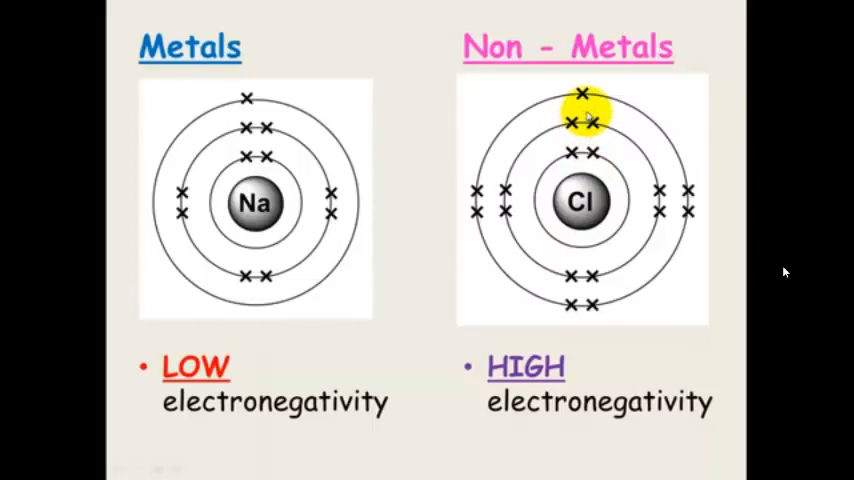 Metals
Non - Metals
Na
Cl
• LOW
electronegativity
• HIGH
electronegativity